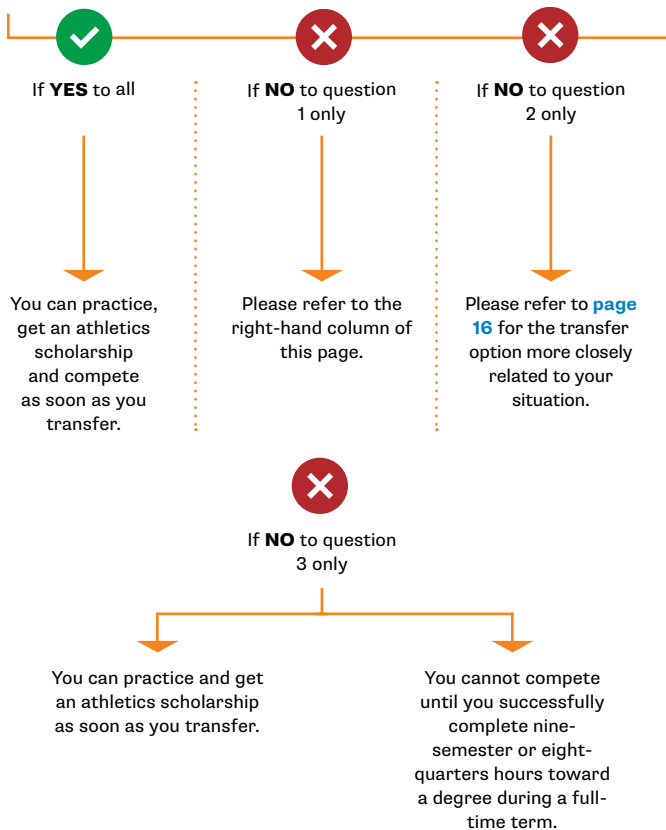 If YES to all
You can practice,
get an athletics
scholarship
and compete
as soon as you
transfer.
If NO to question
1 only
Please refer to the
right-hand column of
this page.
If NO to question
2 only
Please refer to page
16 for the transfer
option more closely
related to your
situation.
If NO to question
3 only
You can practice and get
an athletics scholarship
as soon as you transfer.
You cannot compete
until you successfully
complete nine-
semester or eight-
quarters hours toward
a degree during a full-
time term.